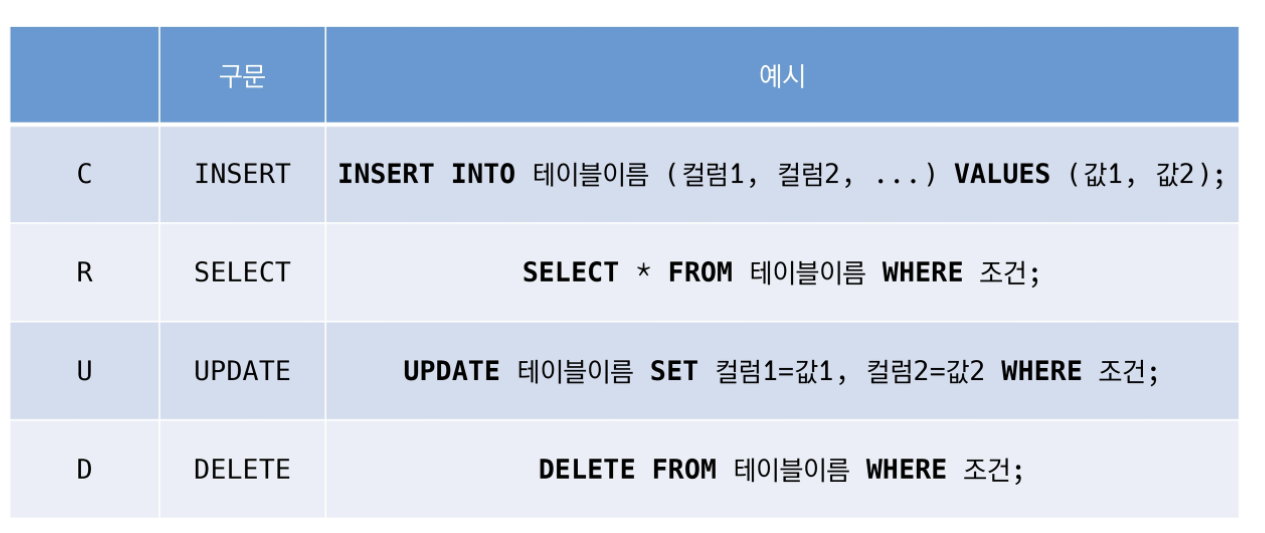 구문 예시
C INSERT INSERT INTO 테이블이름 (컬럼1, 컬럼2, ...) VALUES (값1, 값2);
R SELECT SELECT * FROM 테이블이름 WHERE 조건;
U UPDATE UPDATE 테이블이름 SET 컬럼1=값1, 컬럼2=값2 WHERE 조건;
D DELETE DELETE FROM 테이블이름 WHERE 조건;